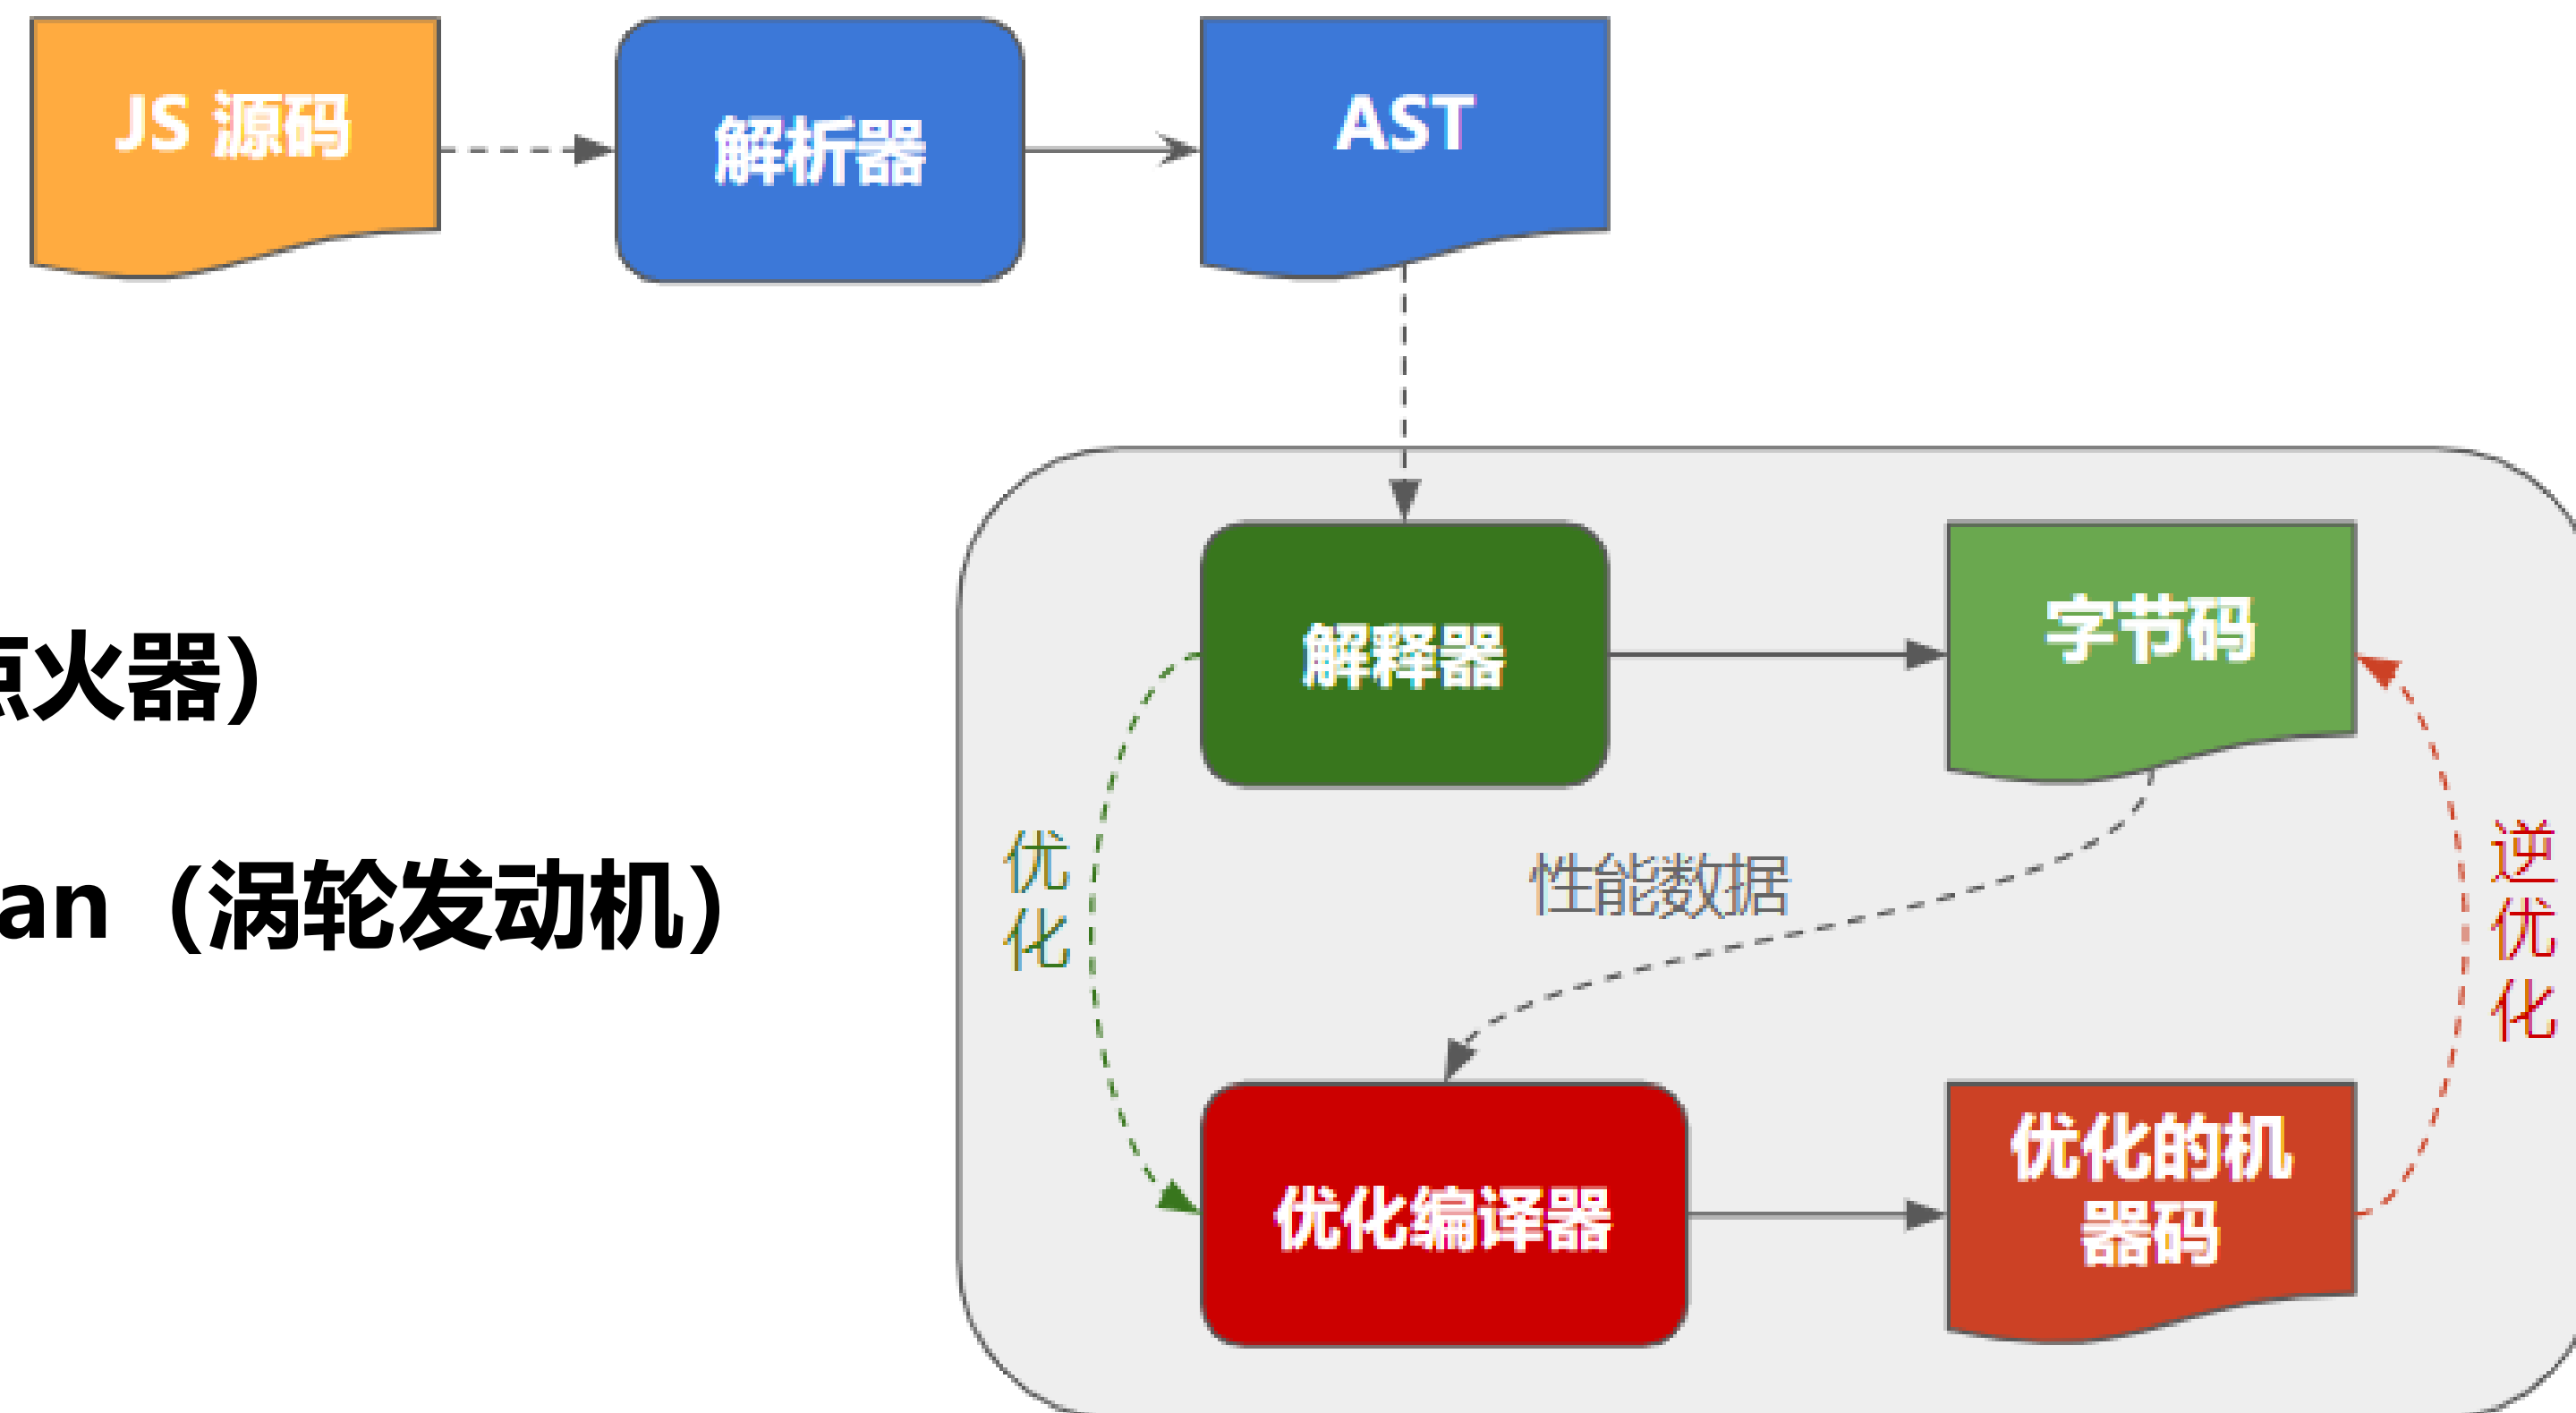 JS 源码
解析器
AST
解释器
字节码
点火器）
优化
性能数据
逆优化
an（涡轮发动机）
优化编译器
优化的机
器码